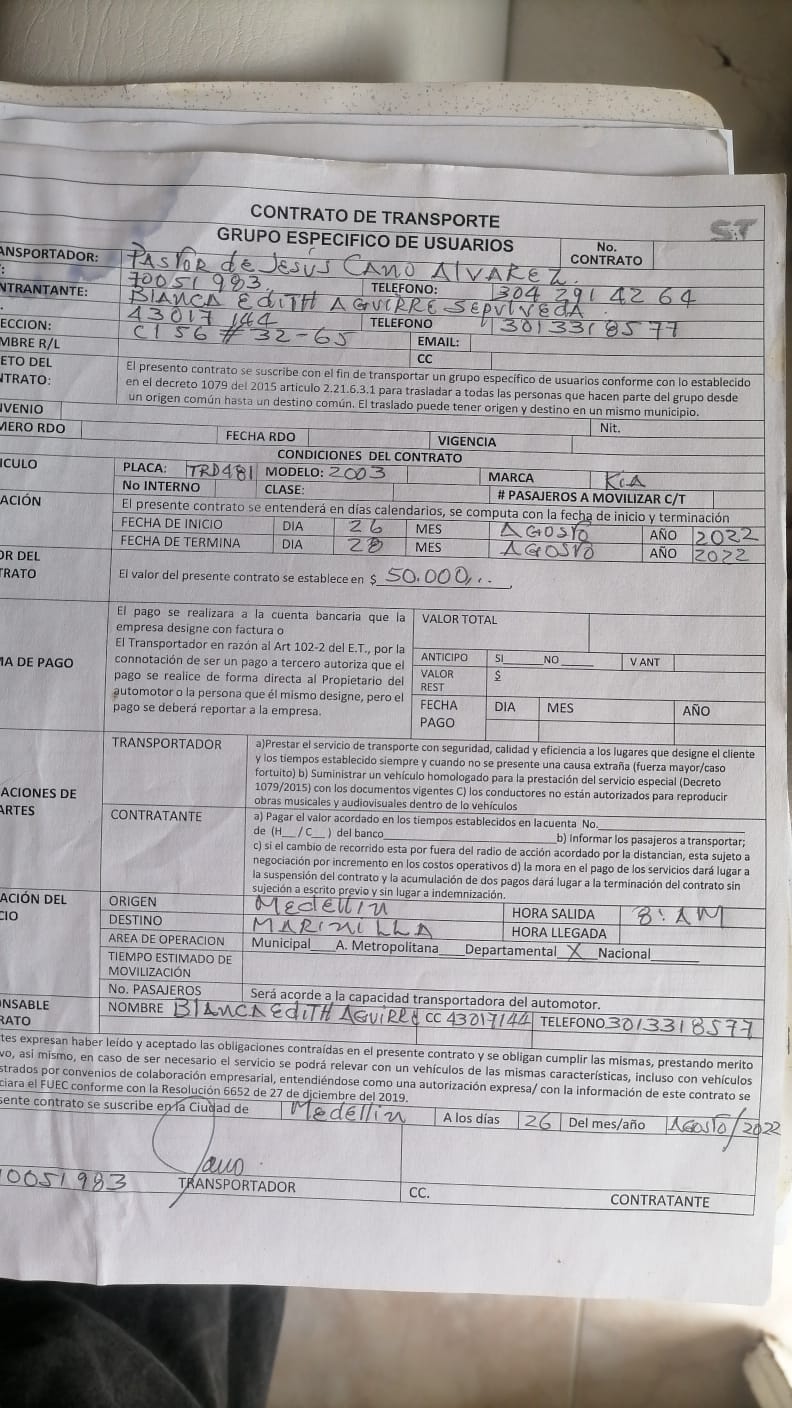 CONTRATO DE TRANSPORTE
GRUPO ESPECIFICO DE USUARIOS
ST
No. CONTRATO
ANSPORTADOR: PASTOR de JESÚS CANO ALVAREZ.
: 70051983. TELEFONO: 304 291 42 64
NTRANTANTE: BIANCA EdiTH AGUIRRE SEPULVEDA
43017144 TELEFONO 3013318577
ECCION: Cl 56 # 32-65 EMAIL:
MBRE R/L CC
ETO DEL
NTRATO:
El presento contrato se suscribe con el fin de transportar un grupo específico de usuarios conforme con lo establecido
en el decreto 1079 del 2015 articulo 2.21.6.3.1 para trasladar a todas las personas que hacen parte del grupo desde
un origen común hasta un destino común. El traslado puede tener origen y destino en un mismo municipio.
NVENIO Nit.
MERO RDO FECHA RDO VIGENCIA
CONDICIONES DEL CONTRATO
ICULO PLACA: TRD481 MODELO: 2003 MARCA KiA
No INTERNO CLASE: # PASAJEROS A MOVILIZAR C/T
ACIÓN El presente contrato se entenderá en días calendarios, se computa con la fecha de inicio y terminación
FECHA DE INICIO DIA 26 MES AGOSTO AÑO 2022
FECHA DE TERMINA DIA 28 MES AGOSTO AÑO 2022
OR DEL
TRATO El valor del presente contrato se establece en $ 50.000,..
MA DE PAGO
El pago se realizara a la cuenta bancaria que la
empresa designe con factura o
El Transportador en razón al Art 102-2 del E.T., por la
connotación de ser un pago a tercero autoriza que el
pago se realice de forma directa al Propietario del
automotor o la persona que él mismo designe, pero el
pago se deberá reportar a la empresa.
VALOR TOTAL
ANTICIPO SI______NO ______ V ANT
VALOR REST $
FECHA PAGO DIA MES AÑO
ACIONES DE
ARTES
TRANSPORTADOR
a)Prestar el servicio de transporte con seguridad, calidad y eficiencia a los lugares que designe el cliente
y los tiempos establecido siempre y cuando no se presente una causa extraña (fuerza mayor/caso
fortuito) b) Suministrar un vehículo homologado para la prestación del servicio especial (Decreto
1079/2015) con los documentos vigentes C) los conductores no están autorizados para reproducir
obras musicales y audiovisuales dentro de lo vehículos
CONTRATANTE
a) Pagar el valor acordado en los tiempos establecidos en la cuenta No.______
de (H__ / C__ ) del banco______ b) Informar los pasajeros a transportar;
c) si el cambio de recorrido esta por fuera del radio de acción acordado por la distancian, esta sujeto a
negociación por incremento en los costos operativos d) la mora en el pago de los servicios dará lugar a
la suspensión del contrato y la acumulación de dos pagos dará lugar a la terminación del contrato sin
sujeción a escrito previo y sin lugar a indemnización.
ACIÓN DEL
CIO
ORIGEN Medellin HORA SALIDA 8: AM
DESTINO MARINILLA HORA LLEGADA
AREA DE OPERACION Municipal____A. Metropolitana____Departamental X Nacional______
TIEMPO ESTIMADO DE
MOVILIZACIÓN
No. PASAJEROS Será acorde a la capacidad transportadora del automotor.
ONSABLE
RATO NOMBRE BIANCA EdiTH AGUIRRE CC 43017144 TELEFONO 3013318577
tes expresan haber leído y aceptado las obligaciones contraídas en el presente contrato y se obligan cumplir las mismas, prestando merito
vo, así mismo, en caso de ser necesario el servicio se podrá relevar con un vehículos de las mismas características, incluso con vehículos
strados por convenios de colaboración empresarial, entendiéndose como una autorización expresa/ con la información de este contrato se
ciara el FUEC conforme con la Resolución 6652 de 27 de diciembre del 2019.
sente contrato se suscribe en la Ciudad de Medellin A los días 26 Del mes/año AGOSTO/2022
Cano
70051983 TRANSPORTADOR CC. CONTRATANTE